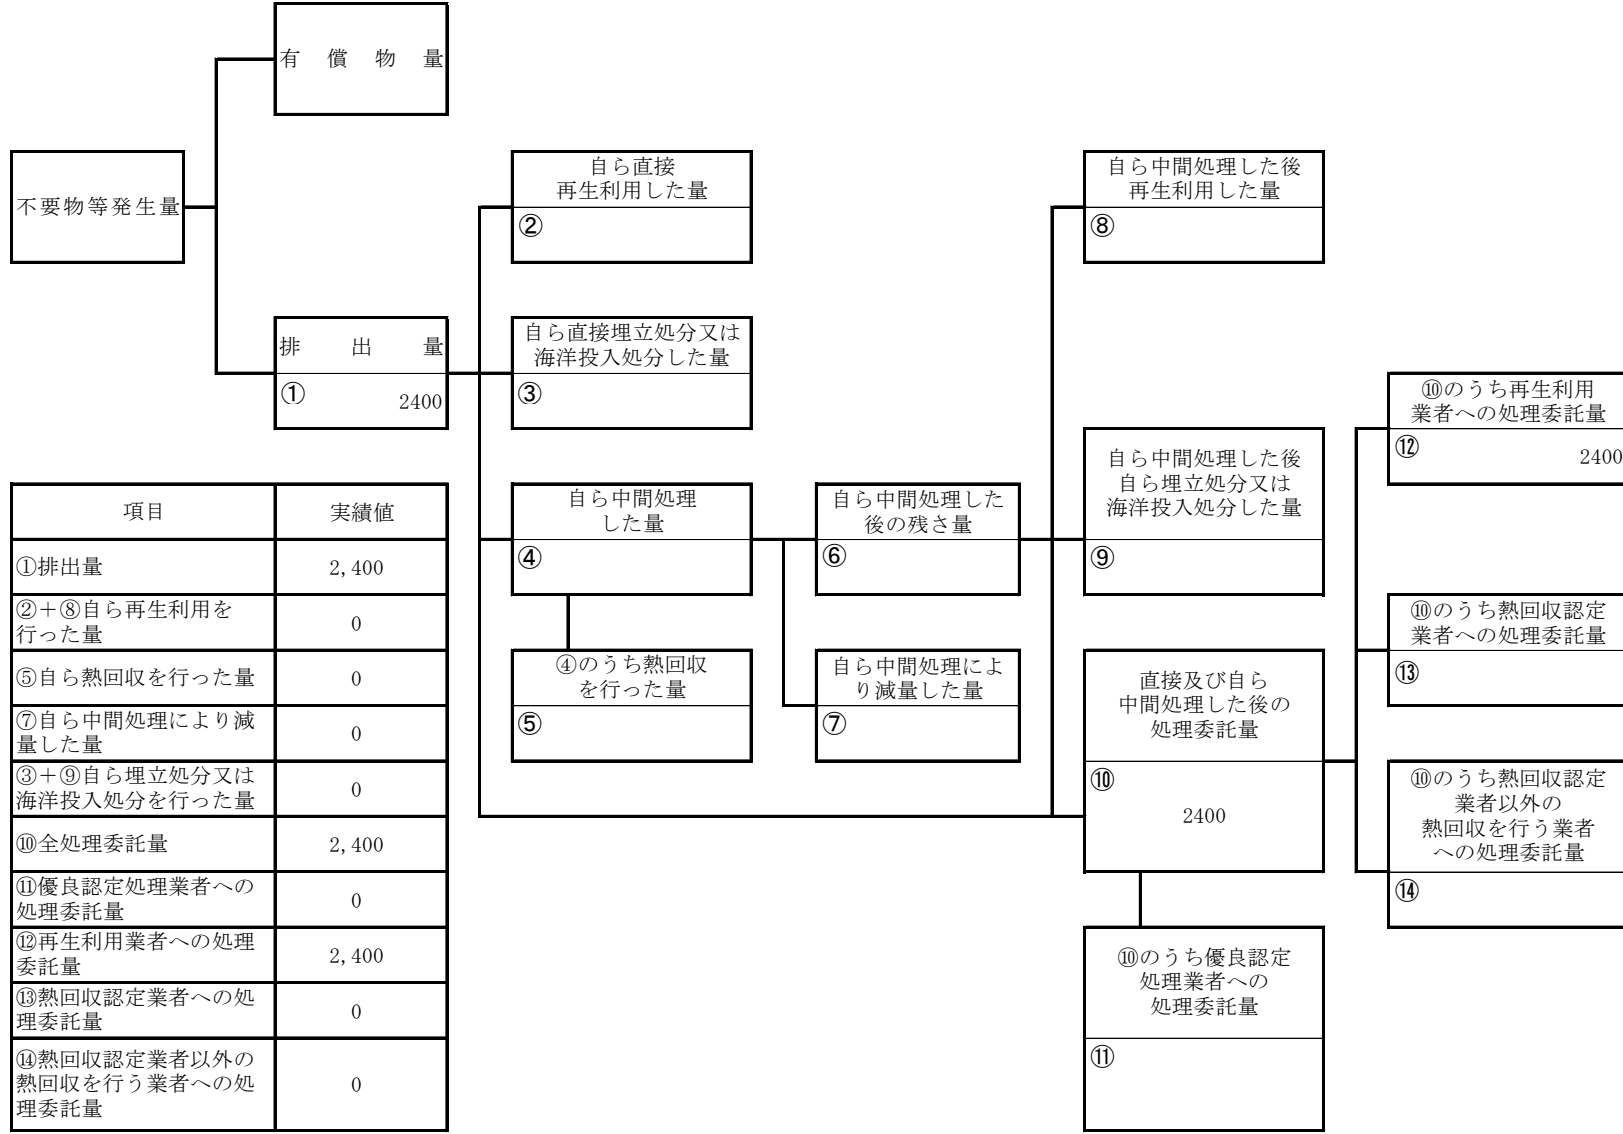 有償物量
不要物等発生量
排出量
①
2400
自ら直接
再生利用した量
②
自ら直接埋立処分又は
海洋投入処分した量
③
自ら中間処理
した量
④
④のうち熱回収
を行った量
⑤
自ら中間処理した
後の残さ量
⑥
自ら中間処理によ
り減量した量
⑦
自ら中間処理した後
再生利用した量
⑧
自ら中間処理した後
自ら埋立処分又は
海洋投入処分した量
⑨
直接及び自ら
中間処理した後の
処理委託量
⑩
2400
⑩のうち優良認定
処理業者への
処理委託量
⑪
⑩のうち再生利用
業者への処理委託量
⑫
2400
⑩のうち熱回収認定
業者への処理委託量
⑬
⑩のうち熱回収認定
業者以外の
熱回収を行う業者
への処理委託量
⑭
項目 実績値
①排出量 2,400
②＋⑧自ら再生利用を
行った量
0
⑤自ら熱回収を行った量 0
⑦自ら中間処理により減
量した量
0
③＋⑨自ら埋立処分又は
海洋投入処分を行った量
0
⑩全処理委託量 2,400
⑪優良認定処理業者への
処理委託量
0
⑫再生利用業者への処理
委託量
2,400
⑬熱回収認定業者への処
理委託量
0
⑭熱回収認定業者以外の
熱回収を行う業者への処
理委託量
0